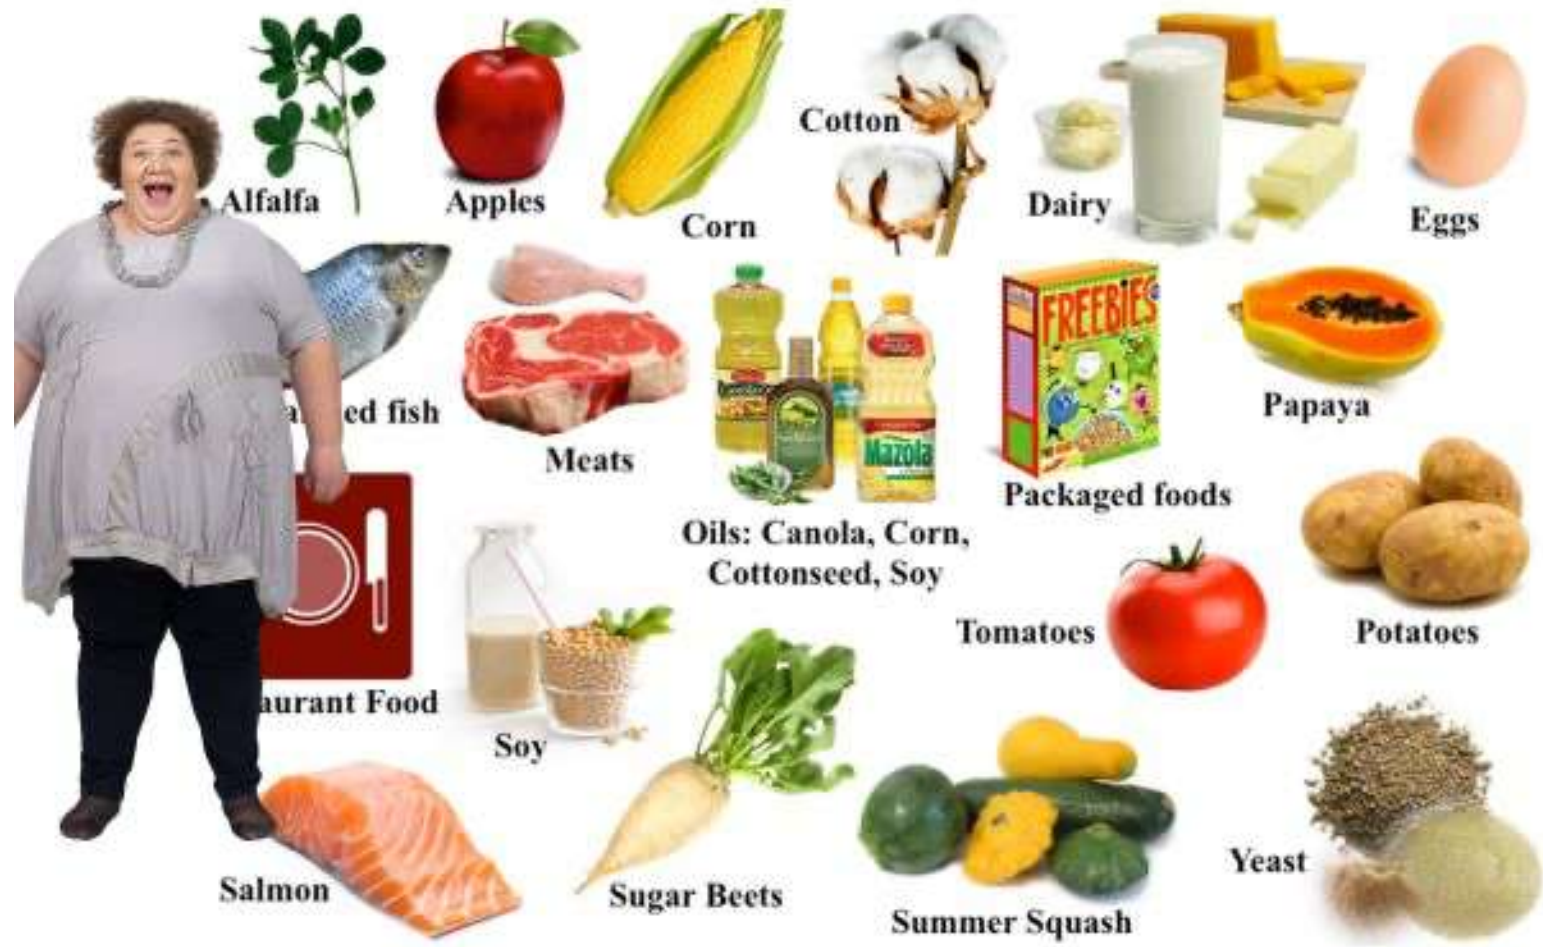 Alfalfa
Apples
Corn
Cotton
Dairy
Eggs
ed fish
Meats
Mazola
Oils: Canola, Corn,
Cottonseed, Soy
FREEBIES
Packaged foods
Papaya
Potatoes
Tomatoes
aurant Food
Soy
Salmon
Sugar Beets
Summer Squash
Yeast